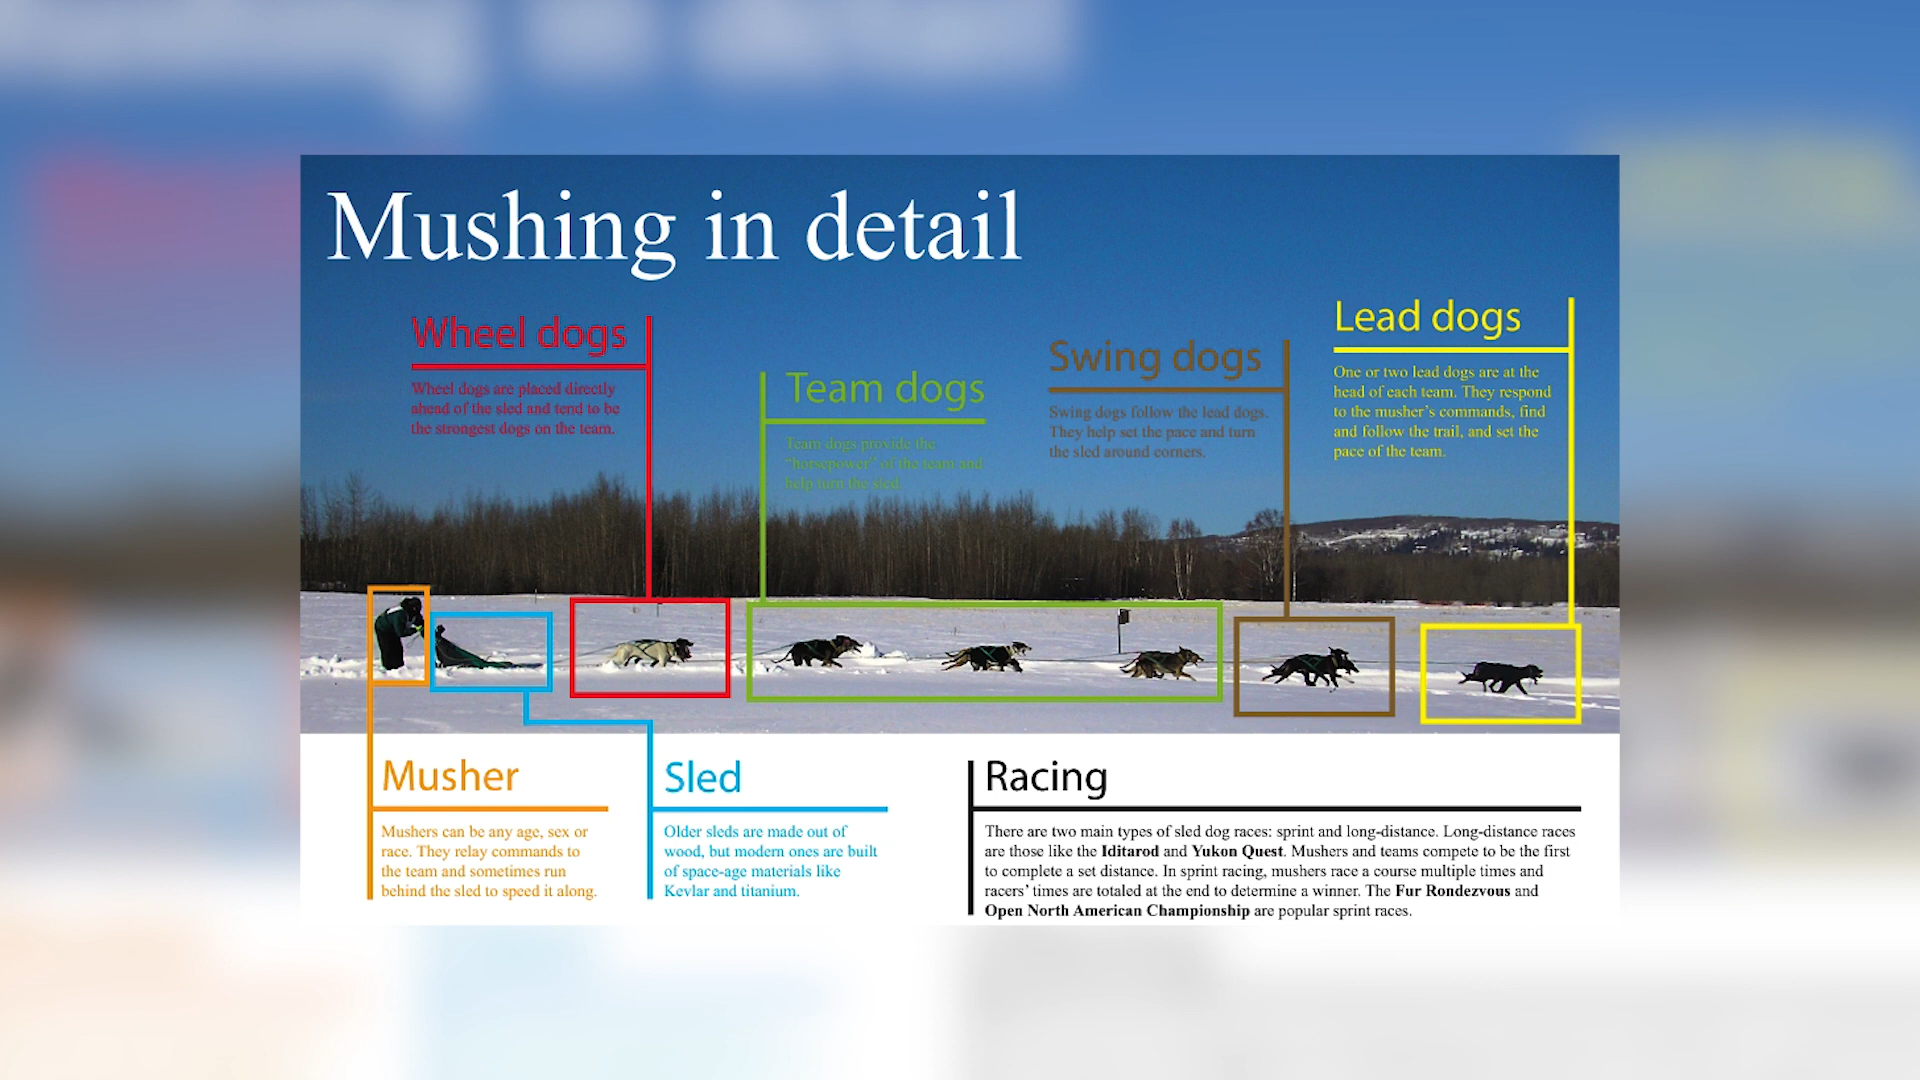 Mushing in detail
Wheel dogs
Wheel dogs are placed directly
ahead of the sled and tend to be
the strongest dogs on the team.
Team dogs
Team dogs provide the
“horsepower” of the team and
help turn the sled.
Swing dogs
Swing dogs follow the lead dogs.
They help set the pace and turn
the sled around corners.
Lead dogs
One or two lead dogs are at the
head of each team. They respond
to the musher’s commands, find
and follow the trail, and set the
pace of the team.
Musher
Mushers can be any age, sex or
race. They relay commands to
the team and sometimes run
behind the sled to speed it along.
Sled
Older sleds are made out of
wood, but modern ones are built
of space-age materials like
Kevlar and titanium.
Racing
There are two main types of sled dog races: sprint and long-distance. Long-distance races
are those like the Iditarod and Yukon Quest. Mushers and teams compete to be the first
to complete a set distance. In sprint racing, mushers race a course multiple times and
racers’ times are totaled at the end to determine a winner. The Fur Rondezvous and
Open North American Championship are popular sprint races.